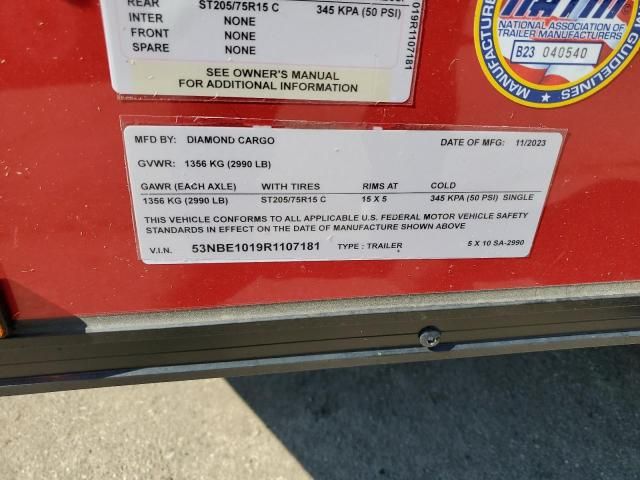 REAR ST205/75R15 C 345 KPA (50 PSI)
INTER NONE
FRONT NONE
SPARE NONE
SEE OWNER'S MANUAL
FOR ADDITIONAL INFORMATION
019R1107181
NATIONAL ASSOCIATION OF
TRAILER MANUFACTURERS
B23 040540
GUIDELINES
MFD BY: DIAMOND CARGO DATE OF MFG: 11/2023
GVWR: 1356 KG (2990 LB)
GAWR (EACH AXLE) WITH TIRES RIMS AT COLD
1356 KG (2990 LB) ST205/75R15 C 15 X 5 345 KPA (50 PSI) SINGLE
THIS VEHICLE CONFORMS TO ALL APPLICABLE U.S. FEDERAL MOTOR VEHICLE SAFETY
STANDARDS IN EFFECT ON THE DATE OF MANUFACTURE SHOWN ABOVE
V.I.N. 53NBE1019R1107181 TYPE : TRAILER 5 X 10 SA-2990